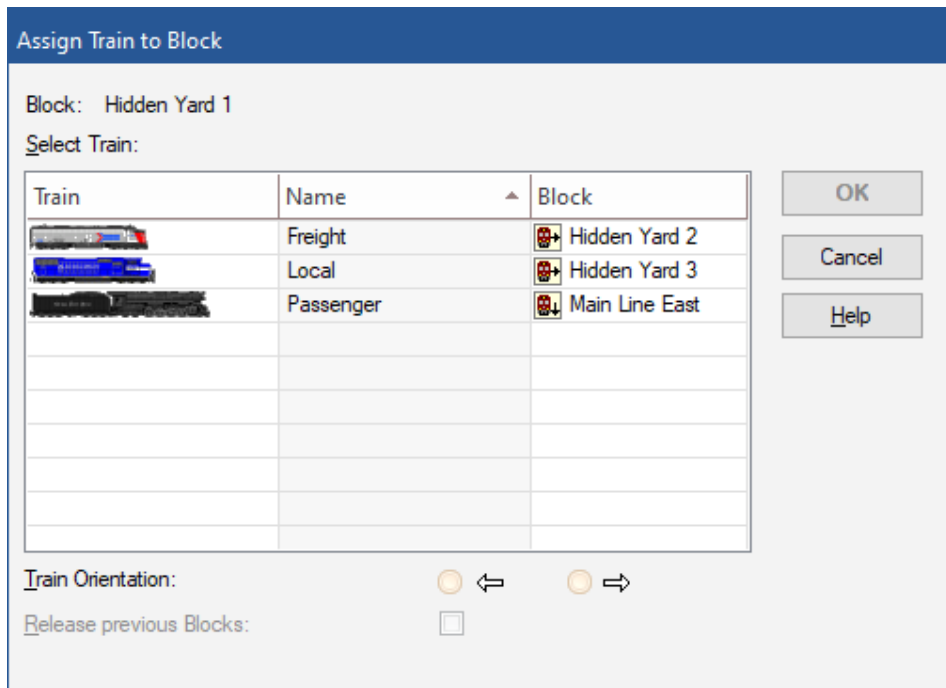 Assign Train to Block
Block: Hidden Yard 1
Select Train:
Train Name Block
OK
Freight Hidden Yard 2
Local Hidden Yard 3
Cancel
Passenger Main Line East
Help
Train Orientation:
Release previous Blocks: